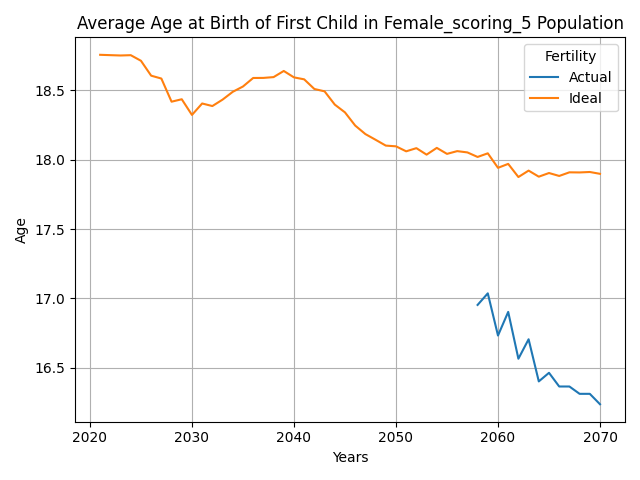 Average Age at Birth of First Child in Female_scoring_5 Population
Fertility
Actual
Ideal
18.5
18.0
17.5
17.0
16.5
Age
2020
2030
2040
2050
2060
2070
Years